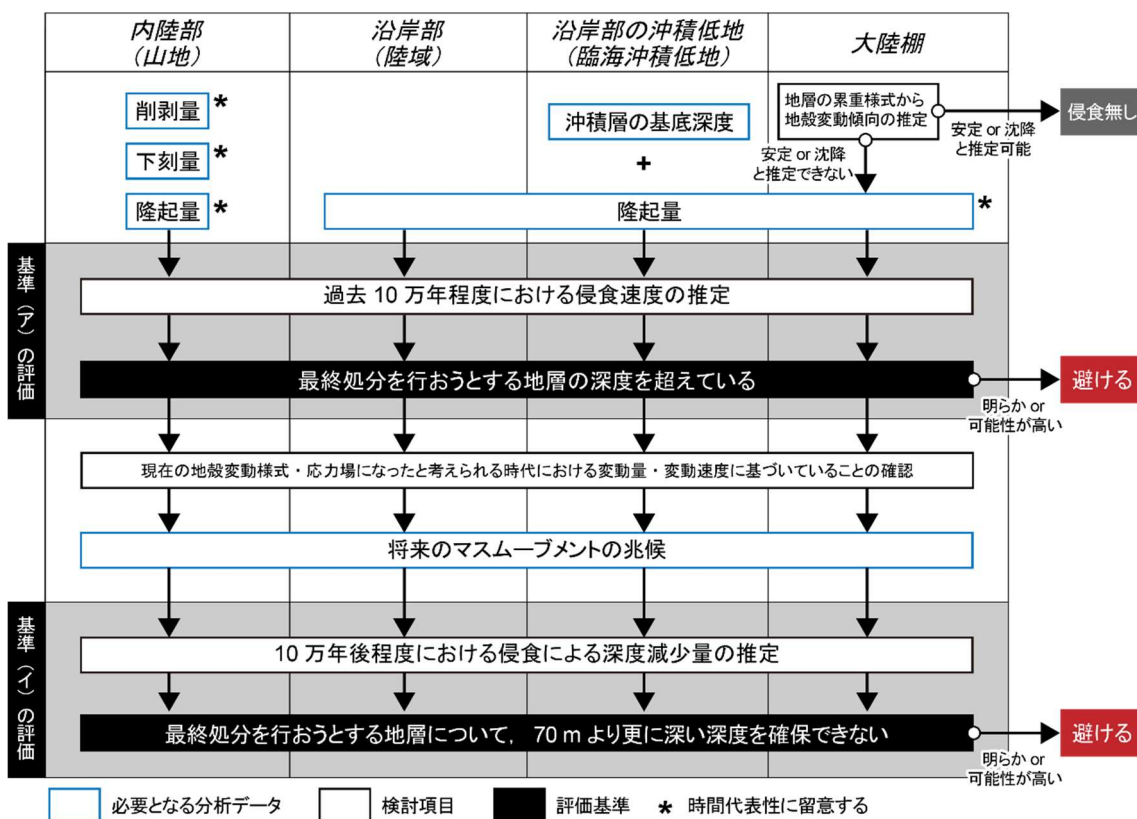 内陸部
(山地)
沿岸部
(陸域)
沿岸部の沖積低地
(臨海沖積低地)
大陸棚
削剥量 *
下刻量 *
隆起量 *
沖積層の基底深度
+
地層の累重様式から
地殻変動傾向の推定
侵食無し
安定 or 沈降
と推定可能
安定 or 沈降
と推定できない
隆起量 *
基準(ア)の評価
過去 10 万年程度における侵食速度の推定
最終処分を行おうとする地層の深度を超えている
避ける
明らか or
可能性が高い
現在の地殻変動様式・応力場になったと考えられる時代における変動量・変動速度に基づいていることの確認
将来のマスムーブメントの兆候
基準(イ)の評価
10 万年後程度における侵食による深度減少量の推定
最終処分を行おうとする地層について, 70 m より更に深い深度を確保できない
避ける
明らか or
可能性が高い
必要となる分析データ
検討項目
評価基準
* 時間代表性に留意する